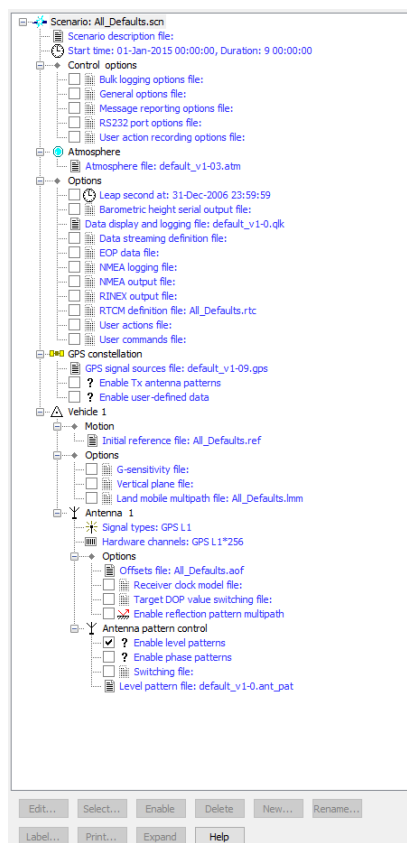 Scenario: All_Defaults.scn
Scenario description file:
Start time: 01-Jan-2015 00:00:00, Duration: 9 00:00:00
Control options
Bulk logging options file:
General options file:
Message reporting options file:
RS232 port options file:
User action recording options file:
Atmosphere
Atmosphere file: default_v1-03.atm
Options
Leap second at: 31-Dec-2006 23:59:59
Barometric height serial output file:
Data display and logging file: default_v1-0.qlk
Data streaming definition file:
EOP data file:
NMEA logging file:
NMEA output file:
RINEX output file:
RTCM definition file: All_Defaults.rtc
User actions file:
User commands file:
GPS constellation
GPS signal sources file: default_v1-09.gps
? Enable Tx antenna patterns
? Enable user-defined data
Vehicle 1
Motion
Initial reference file: All_Defaults.ref
Options
G-sensitivity file:
Vertical plane file:
Land mobile multipath file: All_Defaults.lmm
Antenna 1
Signal types: GPS L1
Hardware channels: GPS L1*256
Options
Offsets file: All_Defaults.aof
Receiver clock model file:
Target DOP value switching file:
Enable reflection pattern multipath
Antenna pattern control
? Enable level patterns
? Enable phase patterns
Switching file:
Level pattern file: default_v1-0.ant_pat
Edit... Select... Enable Delete New... Rename...
Label... Print... Expand Help